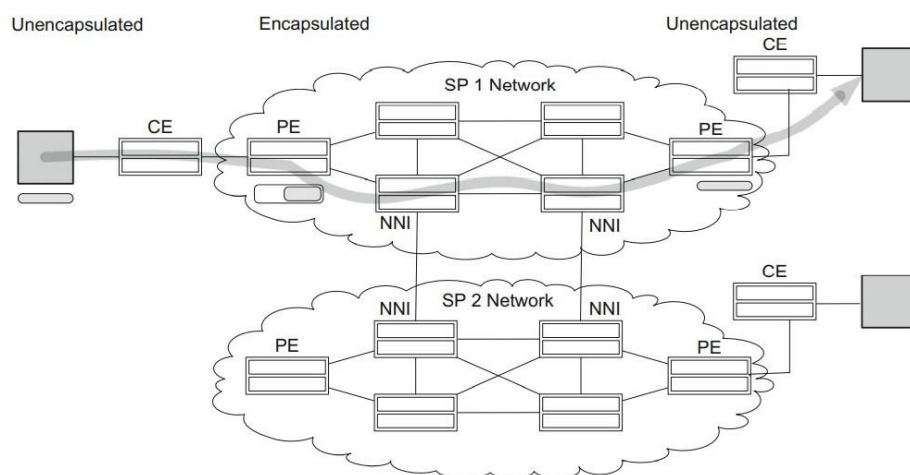 Unencapsulated
Encapsulated
Unencapsulated
CE
SP 1 Network
CE
PE
PE
NNI
NNI
CE
SP 2 Network
NNI
NNI
PE
PE